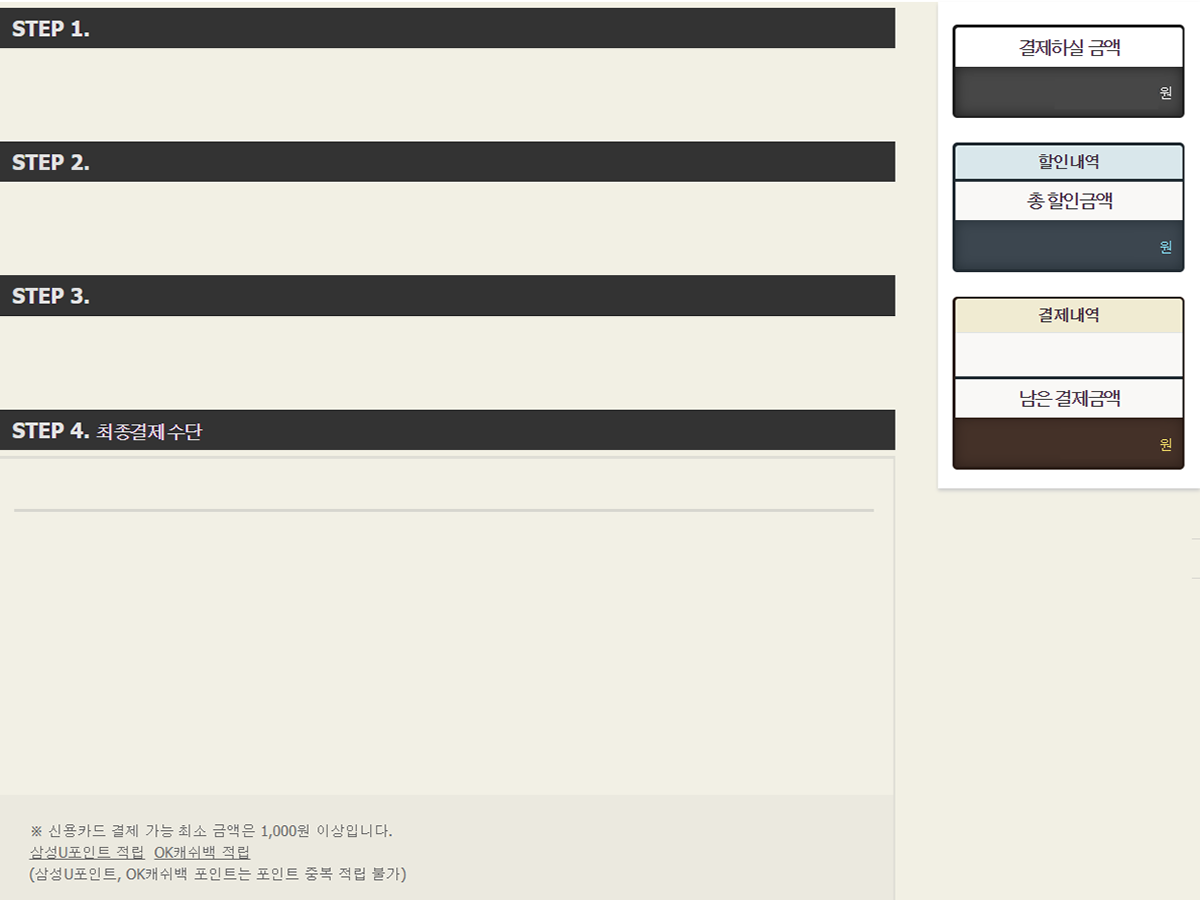 STEP 1.
STEP 2.
STEP 3.
STEP 4. 최종결제 수단
※ 신용카드 결제 가능 최소 금액은 1,000원 이상입니다.
삼성U포인트 적립 OK캐쉬백 적립
(삼성U포인트, OK캐쉬백 포인트는 포인트 중복 적립 불가)
결제하실 금액
원
할인내역
총 할인금액
원
결제내역
남은 결제금액
원